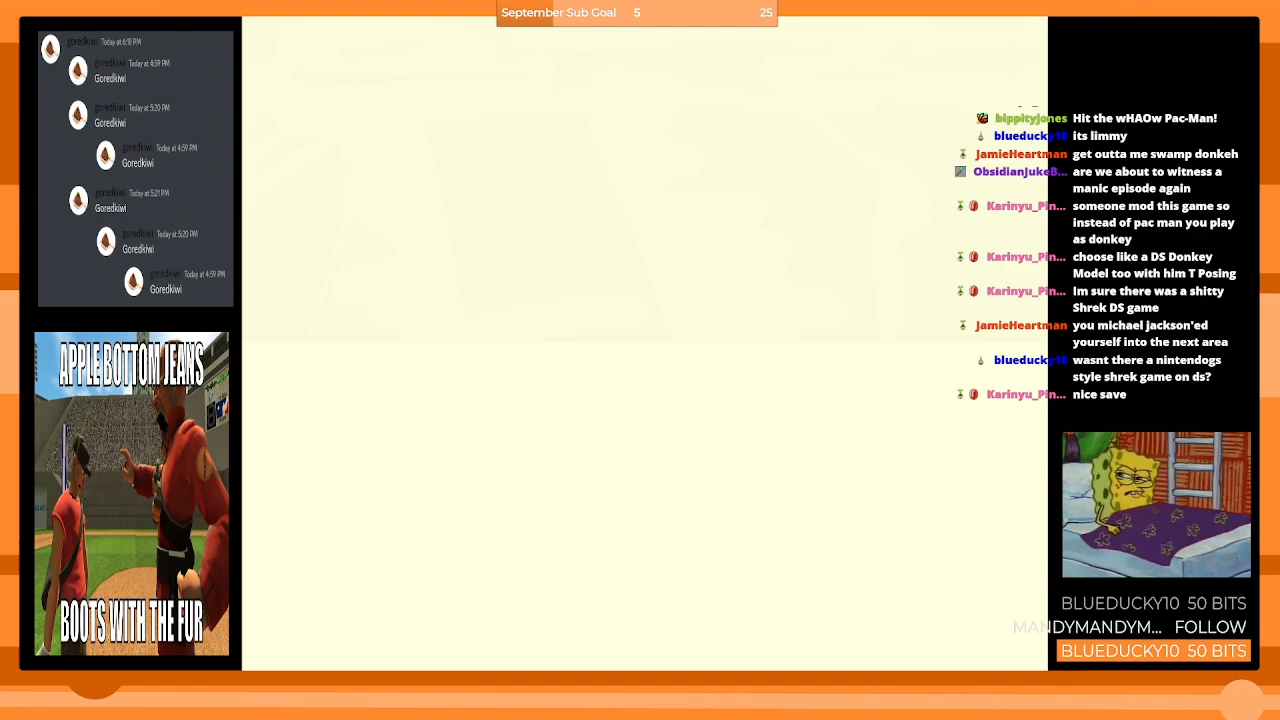 September Sub Goal 5 25
goredkiwi Today at 6:18 PM
goredkiwi Today at 4:59 PM
Goredkiwi
goredkiwi Today at 5:20 PM
Goredkiwi
goredkiwi Today at 4:59 PM
Goredkiwi
goredkiwi Today at 5:21 PM
Goredkiwi
goredkiwi Today at 5:20 PM
Goredkiwi
goredkiwi Today at 4:59 PM
Goredkiwi
APPLE BOTTOM JEANS
BOOTS WITH THE FUR
bippityjones Hit the wHAOw Pac-Man!
blueducky10 its limmy
JamieHeartman get outta me swamp donkeh
ObsidianJukeB... are we about to witness a
manic episode again
Karinyu_Pin... someone mod this game so
instead of pac man you play
as donkey
Karinyu_Pin... choose like a DS Donkey
Model too with him T Posing
Karinyu_Pin... Im sure there was a shitty
Shrek DS game
JamieHeartman you michael jackson'ed
yourself into the next area
blueducky10 wasnt there a nintendogs
style shrek game on ds?
Karinyu_Pin... nice save
BLUEDUCKY10 50 BITS
MANDYMANDYM... FOLLOW
BLUEDUCKY10 50 BITS